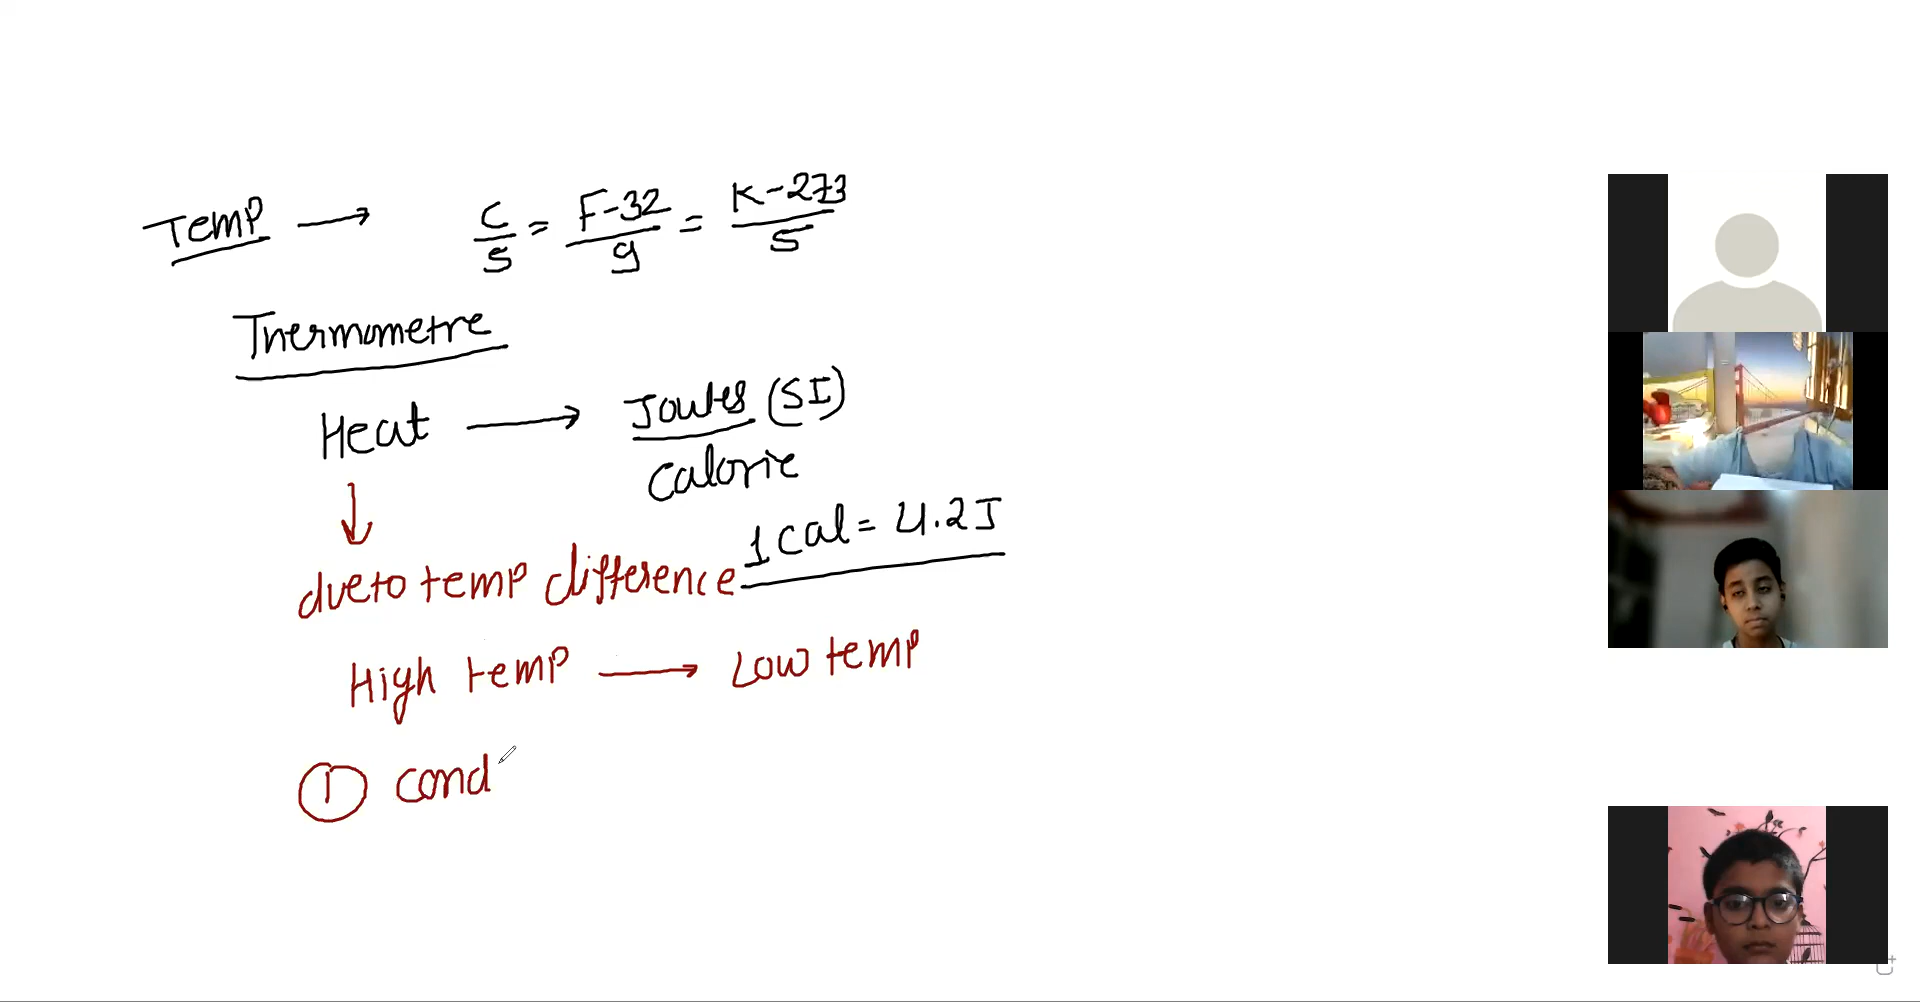 Temp → C/5 = F-32/9 = K-273/5
Thermometre
Heat → Joules (SI)
Calorie
1 cal = 4.2 J
↓
due to temp difference
High temp → Low temp
① cond